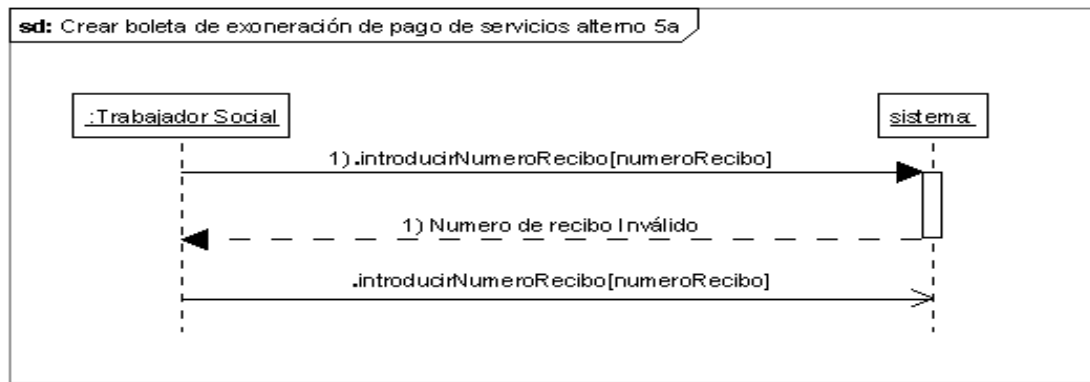 sd: Crear boleta de exoneración de pago de servicios alterno 5a
:Trabajador Social
sistema:
1) .introducirNumeroRecibo[numeroRecibo]
1) Numero de recibo Inválido
.introducirNumeroRecibo[numeroRecibo]